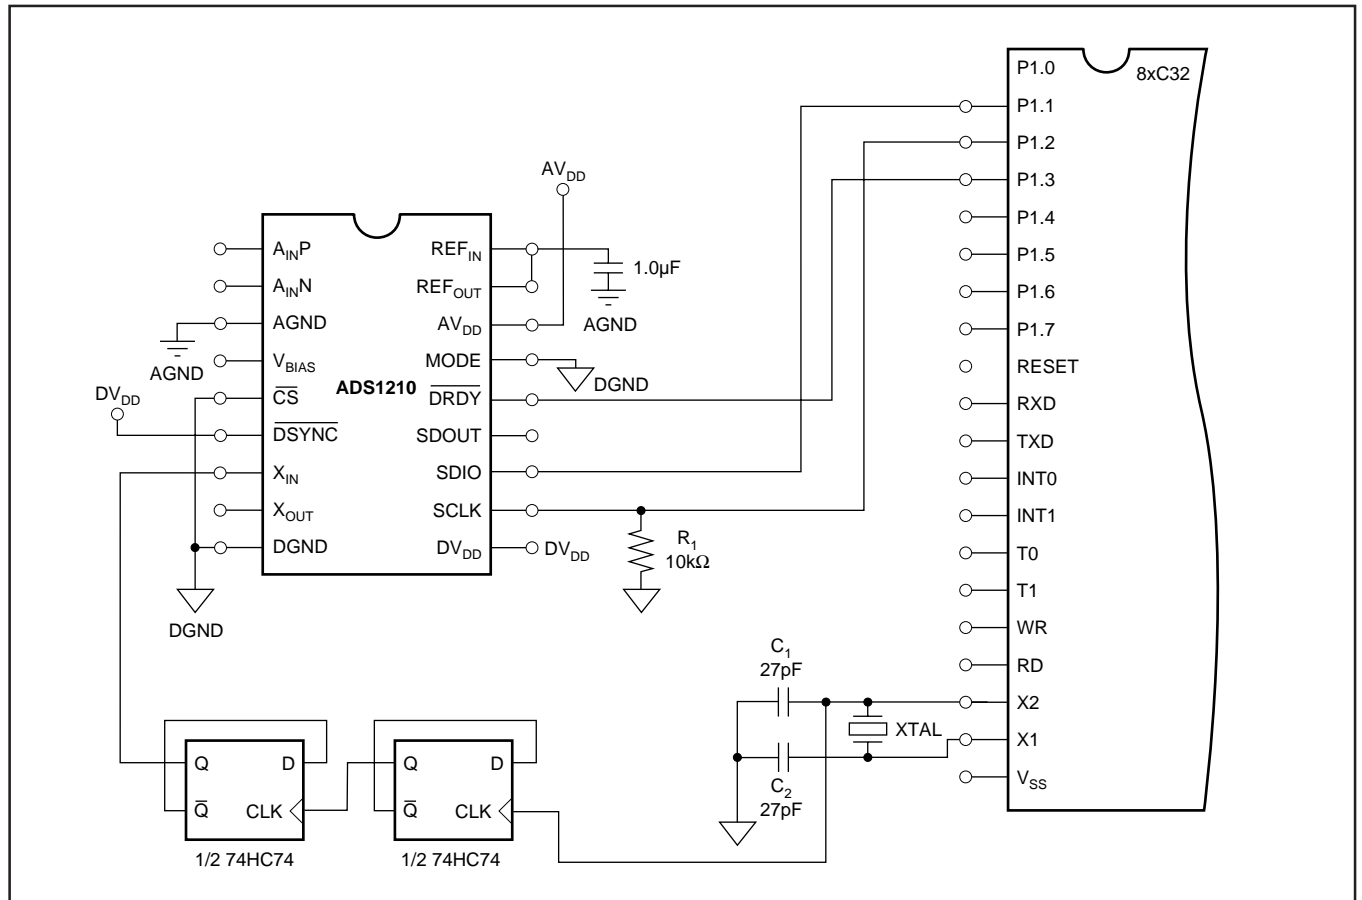 P1.0
8xC32
P1.1
P1.2
P1.3
P1.4
P1.5
P1.6
P1.7
RESET
RXD
TXD
INT0
INT1
T0
T1
WR
RD
X2
X1
VSS
AVDD
AINP
AINN
AGND
VBIAS
CS
DSYNC
XIN
XOUT
DGND
ADS1210
REFIN
REFOUT
AVDD
MODE
DRDY
SDOUT
SDIO
SCLK
DVDD
1.0µF
AGND
AGND
DVDD
DGND
DVDD
DGND
R1
10kΩ
C1
27pF
XTAL
C2
27pF
Q
D
Q
CLK
1/2 74HC74
Q
D
Q
CLK
1/2 74HC74